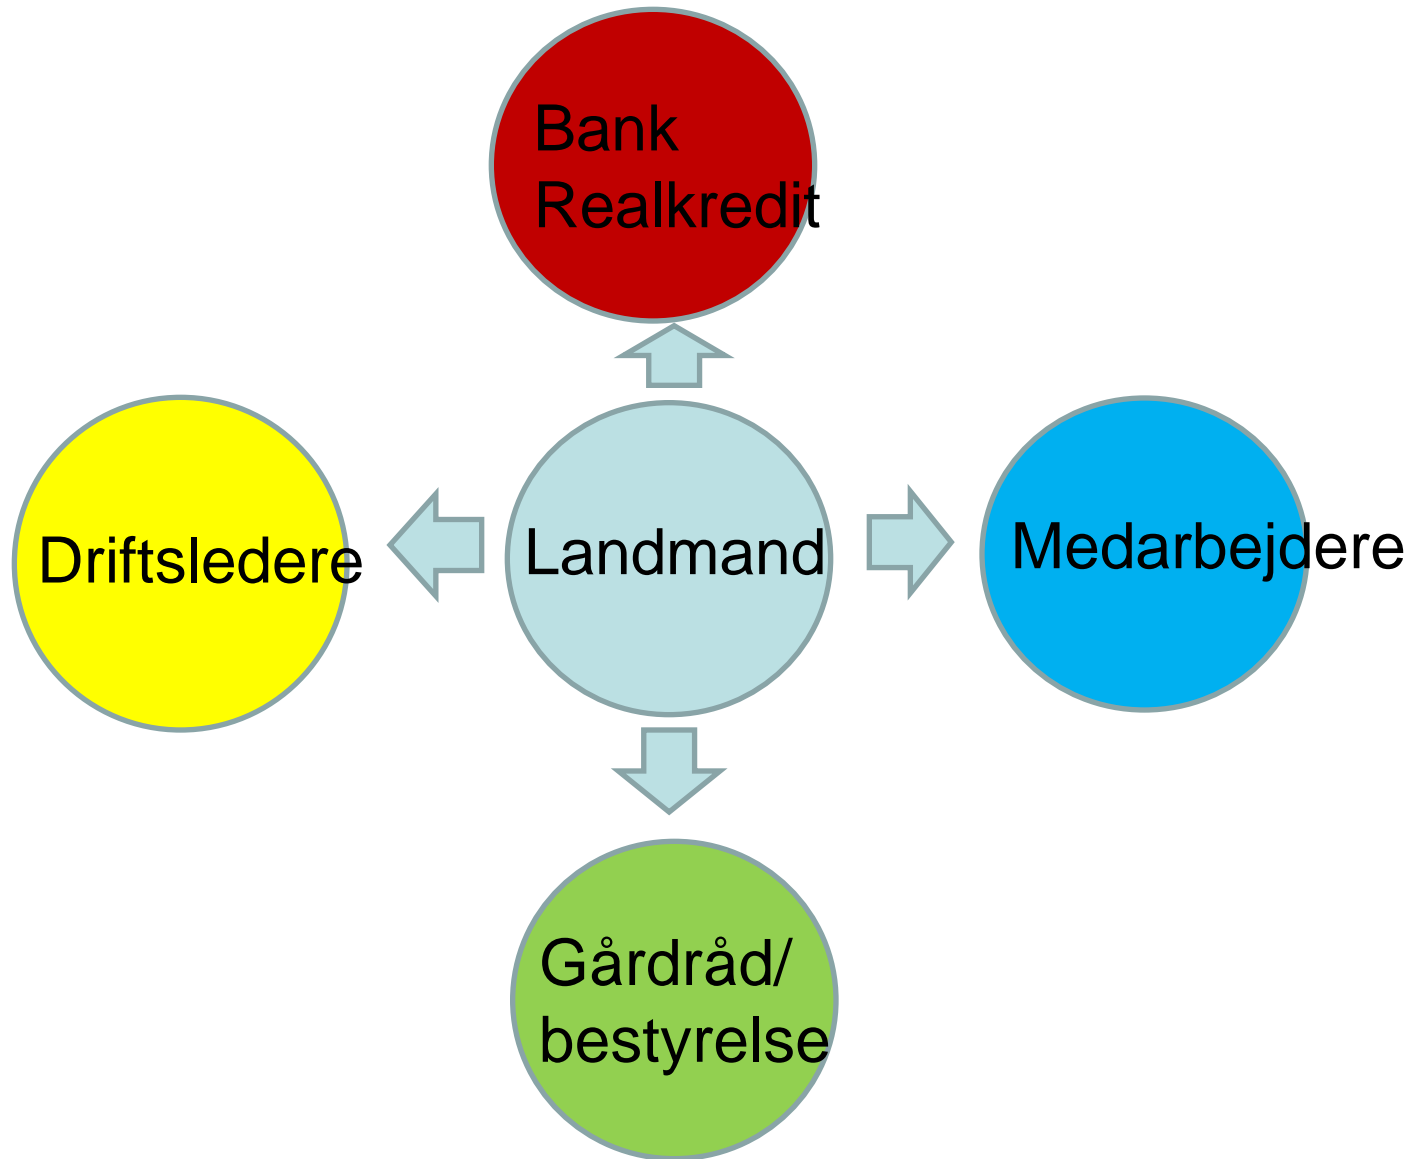 Bank
Realkredit
Driftsledere
Landmand
Medarbejdere
Gårdråd/
bestyrelse